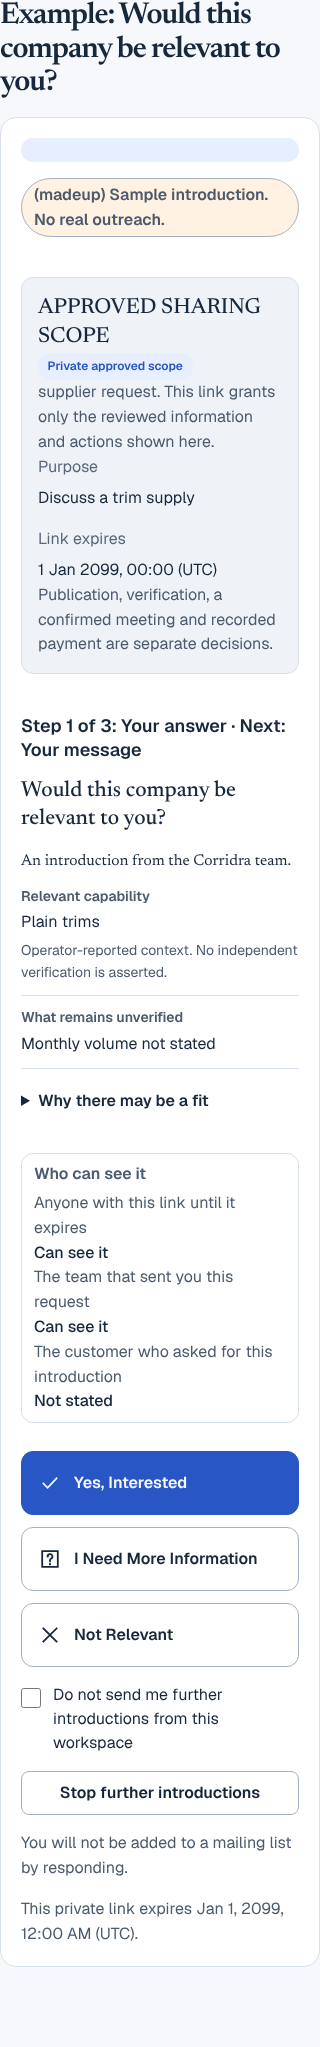 Example: Would this
company be relevant to
you?
(madeup) Sample introduction.
No real outreach.
APPROVED SHARING
SCOPE
Private approved scope
supplier request. This link grants
only the reviewed information
and actions shown here.
Purpose
Discuss a trim supply
Link expires
1 Jan 2099, 00:00 (UTC)
Publication, verification, a
confirmed meeting and recorded
payment are separate decisions.
Step 1 of 3: Your answer · Next:
Your message
Would this company be
relevant to you?
An introduction from the Corridra team.
Relevant capability
Plain trims
Operator-reported context. No independent
verification is asserted.
What remains unverified
Monthly volume not stated
Why there may be a fit
Who can see it
Anyone with this link until it
expires
Can see it
The team that sent you this
request
Can see it
The customer who asked for this
introduction
Not stated
Yes, Interested
I Need More Information
Not Relevant
Do not send me further
introductions from this
workspace
Stop further introductions
You will not be added to a mailing list
by responding.
This private link expires Jan 1, 2099,
12:00 AM (UTC).